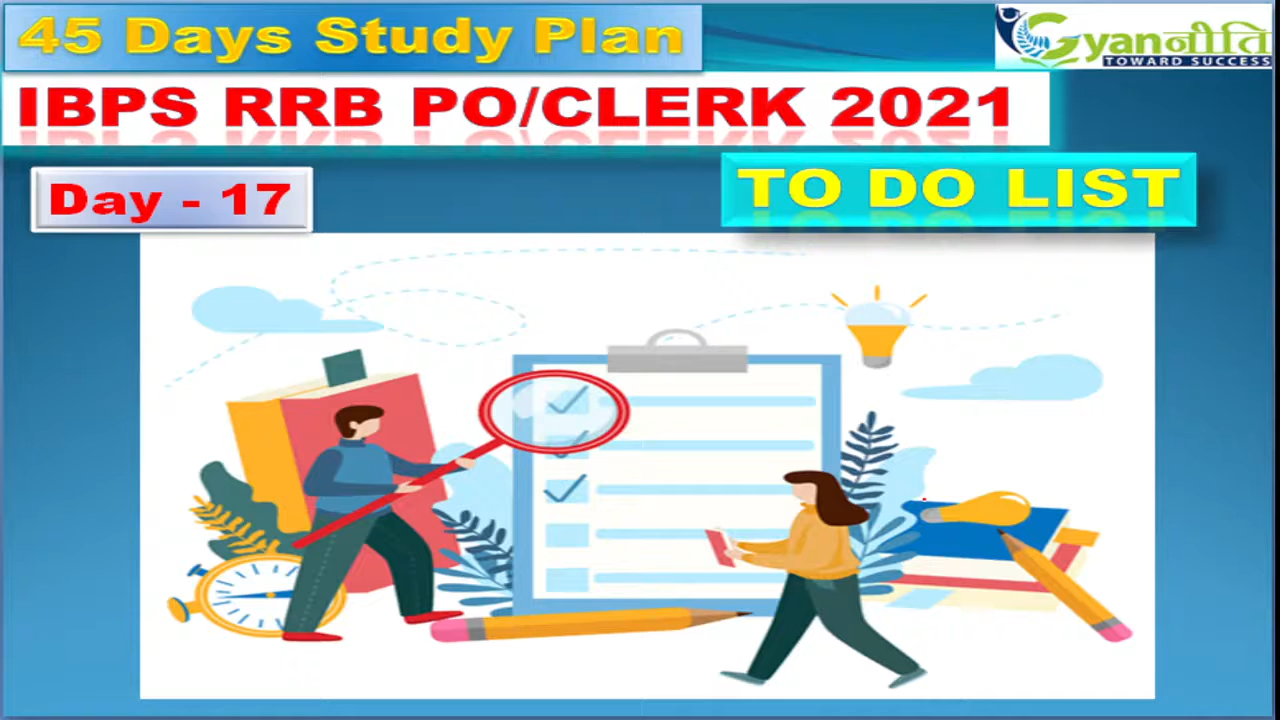 45 Days Study Plan
Gyanनीति
TOWARD SUCCESS
IBPS RRB PO/CLERK 2021
Day - 17
TO DO LIST